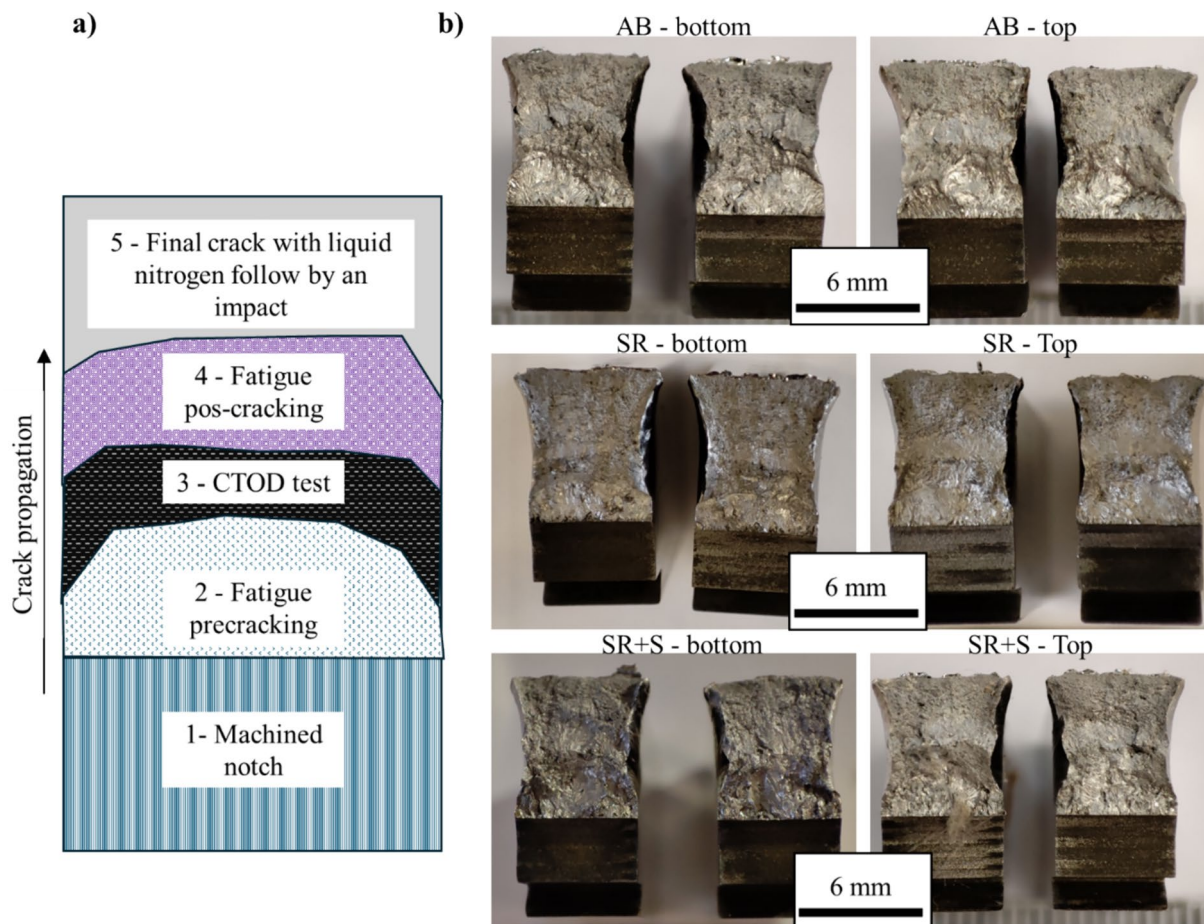 a)
5 - Final crack with liquid
nitrogen follow by an
impact
4 - Fatigue
pos-cracking
3 - CTOD test
2 - Fatigue
precracking
1- Machined
notch
Crack propagation
b)
AB - bottom
AB - top
6 mm
SR - bottom
SR - Top
6 mm
SR+S - bottom
SR+S - Top
6 mm